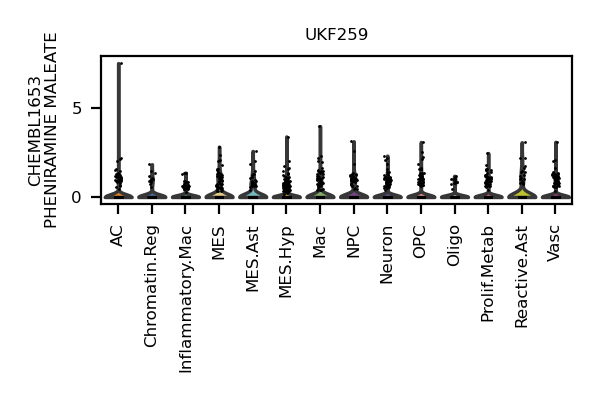 UKF259
CHEMBL1653
PHENIRAMINE MALEATE
5
0
AC
Chromatin.Reg
Inflammatory.Mac
MES
MES.Ast
MES.Hyp
Mac
NPC
Neuron
OPC
Oligo
Prolif.Metab
Reactive.Ast
Vasc